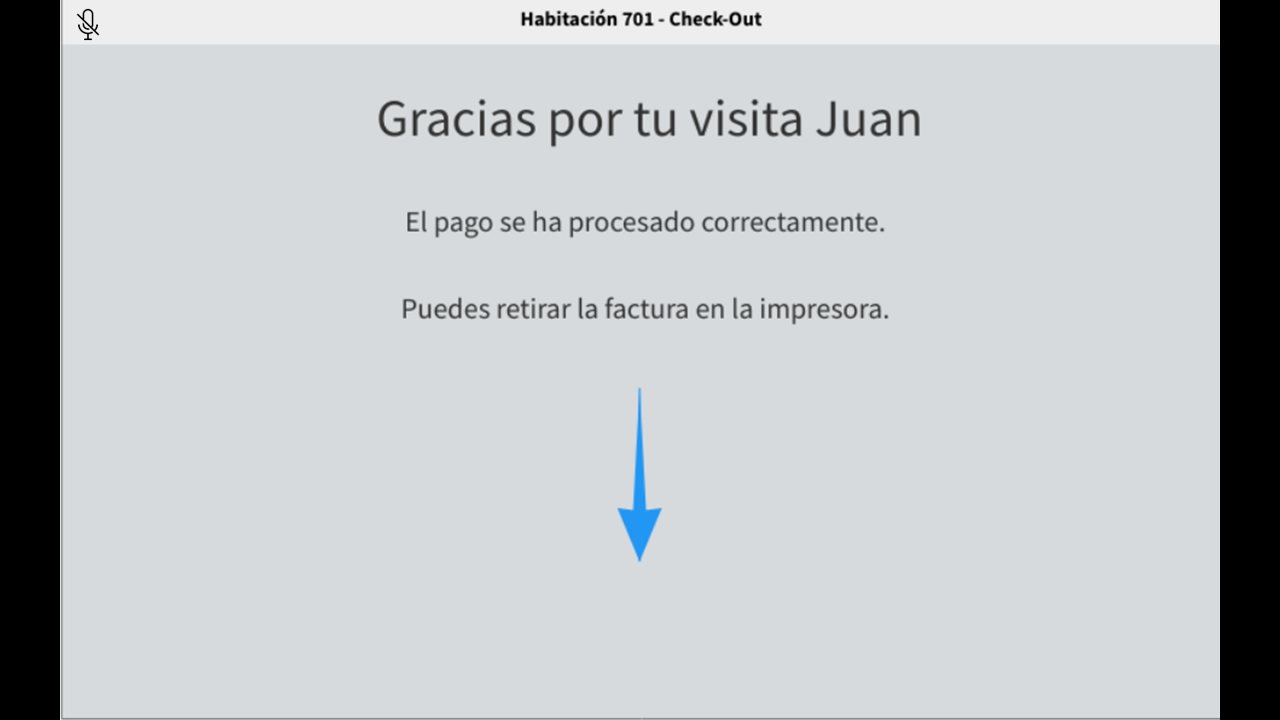 Habitación 701 - Check-Out
Gracias por tu visita Juan
El pago se ha procesado correctamente.
Puedes retirar la factura en la impresora.